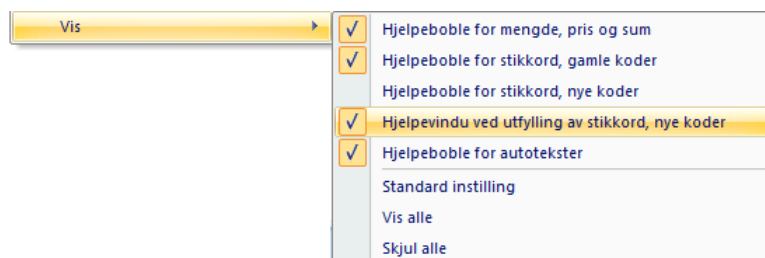 Vis
Hjelpeboble for mengde, pris og sum
Hjelpeboble for stikkord, gamle koder
Hjelpeboble for stikkord, nye koder
Hjelpevindu ved utfylling av stikkord, nye koder
Hjelpeboble for autotekster
Standard instilling
Vis alle
Skjul alle